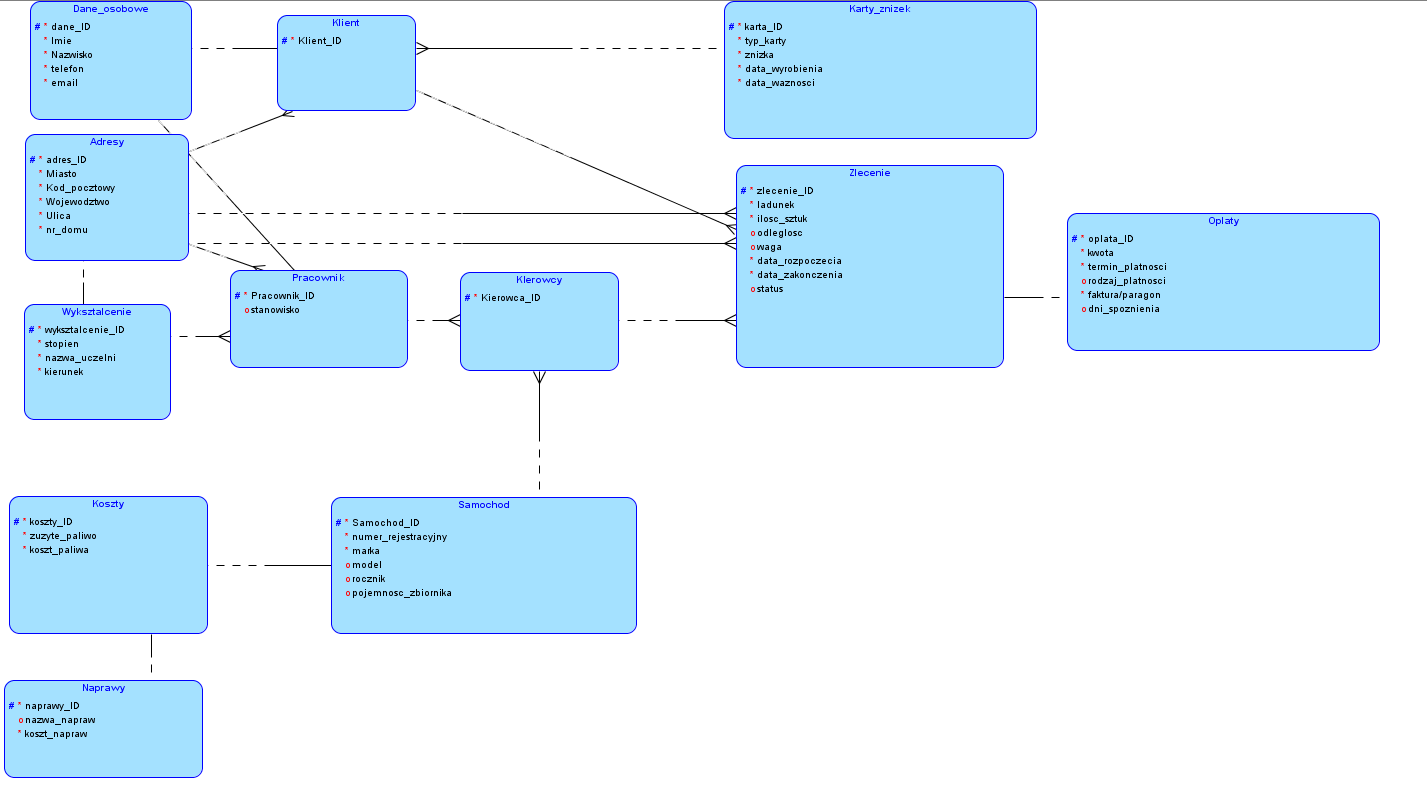 Dane_osobowe
# * dane_ID
* Imie
* Nazwisko
* telefon
* email
Klient
# * Klient_ID
Karty_znizek
# * karta_ID
* typ_karty
* znizka
* data_wyrobienia
* data_waznosci
Adresy
# * adres_ID
* Miasto
* Kod_pocztowy
* Wojewodztwo
* Ulica
* nr_domu
Zlecenie
# * zlecenie_ID
* ladunek
* ilosc_sztuk
o odleglosc
o waga
* data_rozpoczecia
* data_zakonczenia
o status
Oplaty
# * oplata_ID
* kwota
* termin_platnosci
o rodzaj_platnosci
* faktura/paragon
o dni_spoznienia
Pracownik
# * Pracownik_ID
o stanowisko
Kierowcy
# * Kierowca_ID
Wyksztalcenie
# * wyksztalcenie_ID
* stopien
* nazwa_uczelni
* kierunek
Koszty
# * koszty_ID
* zuzyte_paliwo
* koszt_paliwa
Samochod
# * Samochod_ID
* numer_rejestracyjny
* marka
o model
o rocznik
o pojemnosc_zbiornika
Naprawy
# * naprawy_ID
o nazwa_napraw
* koszt_napraw